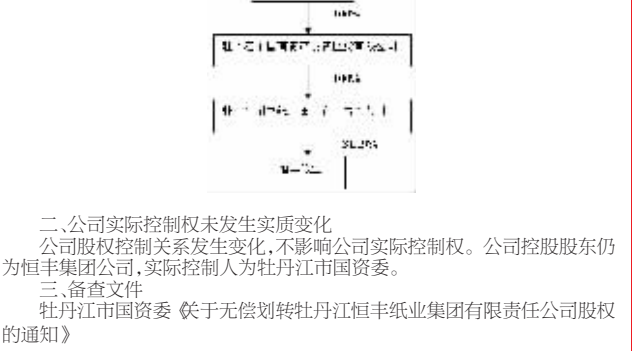 100%
100%
二、公司实际控制权未发生实质变化
公司股权控制关系发生变化,不影响公司实际控制权。公司控股股东仍
为恒丰集团公司,实际控制人为牡丹江市国资委。
三、备查文件
牡丹江市国资委《关于无偿划转牡丹江恒丰纸业集团有限责任公司股权
的通知》